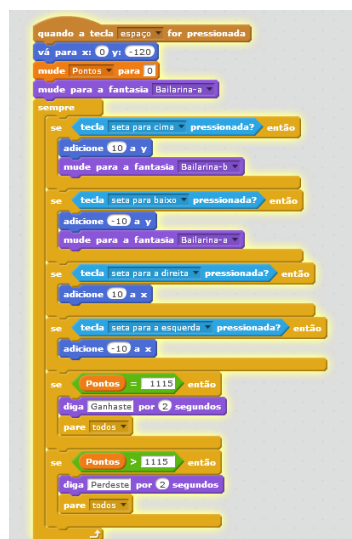 quando a tecla espaço for pressionada
vá para x: 0 y: -120
mude Pontos para 0
mude para a fantasia Bailarina-a
sempre
se tecla seta para cima pressionada? então
adicione 10 a y
mude para a fantasia Bailarina-b
se tecla seta para baixo pressionada? então
adicione -10 a y
mude para a fantasia Bailarina-a
se tecla seta para a direita pressionada? então
adicione 10 a x
se tecla seta para a esquerda pressionada? então
adicione -10 a x
se Pontos = 1115 então
diga Ganhaste por 2 segundos
pare todos
se Pontos > 1115 então
diga Perdeste por 2 segundos
pare todos